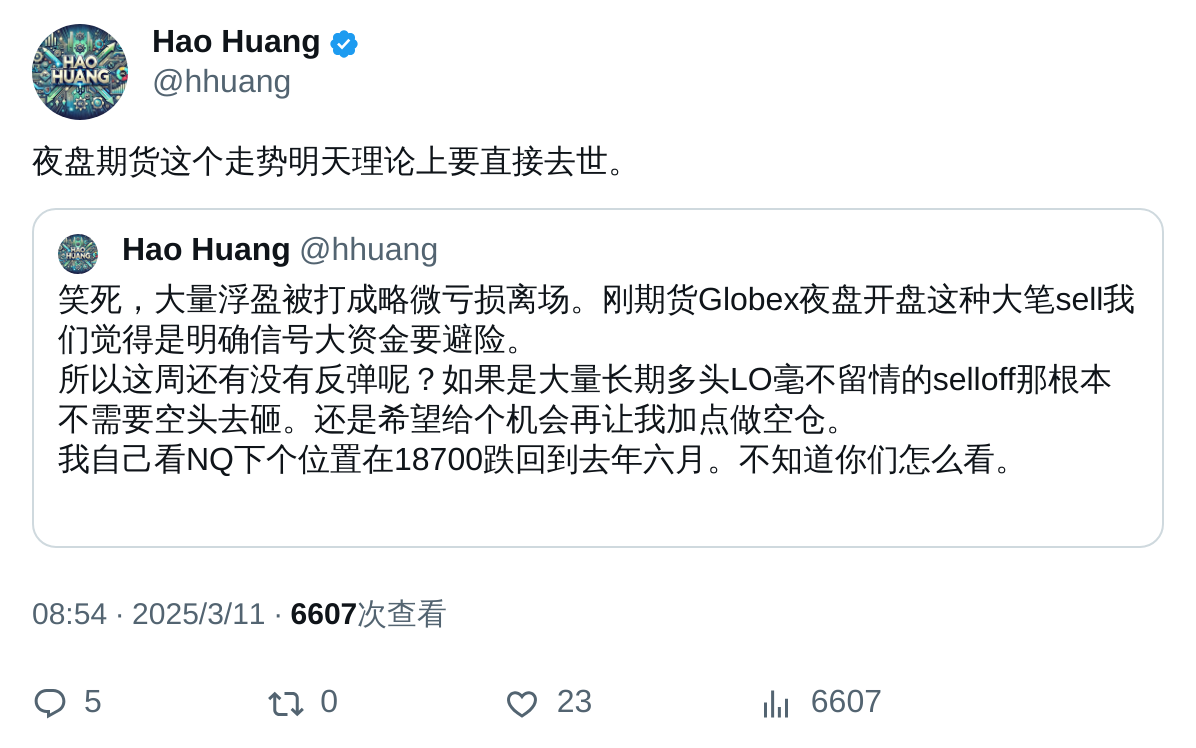 HAO
HUANG
Hao Huang
@hhuang
夜盘期货这个走势明天理论上要直接去世。
HAO
HUANG
Hao Huang @hhuang
笑死，大量浮盈被打成略微亏损离场。刚期货Globex夜盘开盘这种大笔sell我
们觉得是明确信号大资金要避险。
所以这周还有没有反弹呢？如果是大量长期多头LO毫不留情的selloff那根本
不需要空头去砸。还是希望给个机会再让我加点做空仓。
我自己看NQ下个位置在18700跌回到去年六月。不知道你们怎么看。
08:54 · 2025/3/11 · 6607次查看
5 0 23 6607